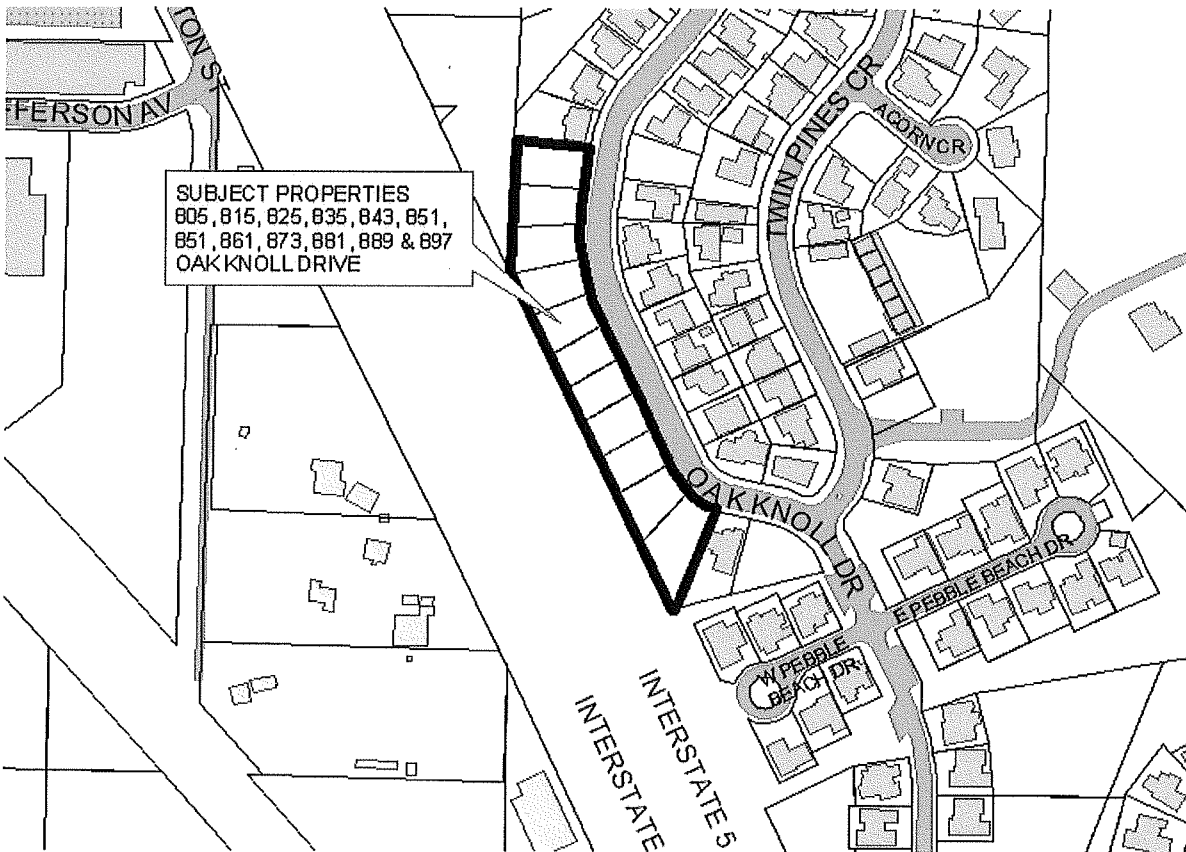 TON ST
FFERSON AV
SUBJECT PROPERTIES
805, 815, 825, 835, 843, 851,
851, 861, 873, 881, 889 & 897
OAK KNOLL DRIVE
TWIN PINES CR
ACORN CR
OAK KNOLL DR
E PEBBLE BEACH DR
W PEBBLE
BEACH DR
INTERSTATE 5
INTERSTATE